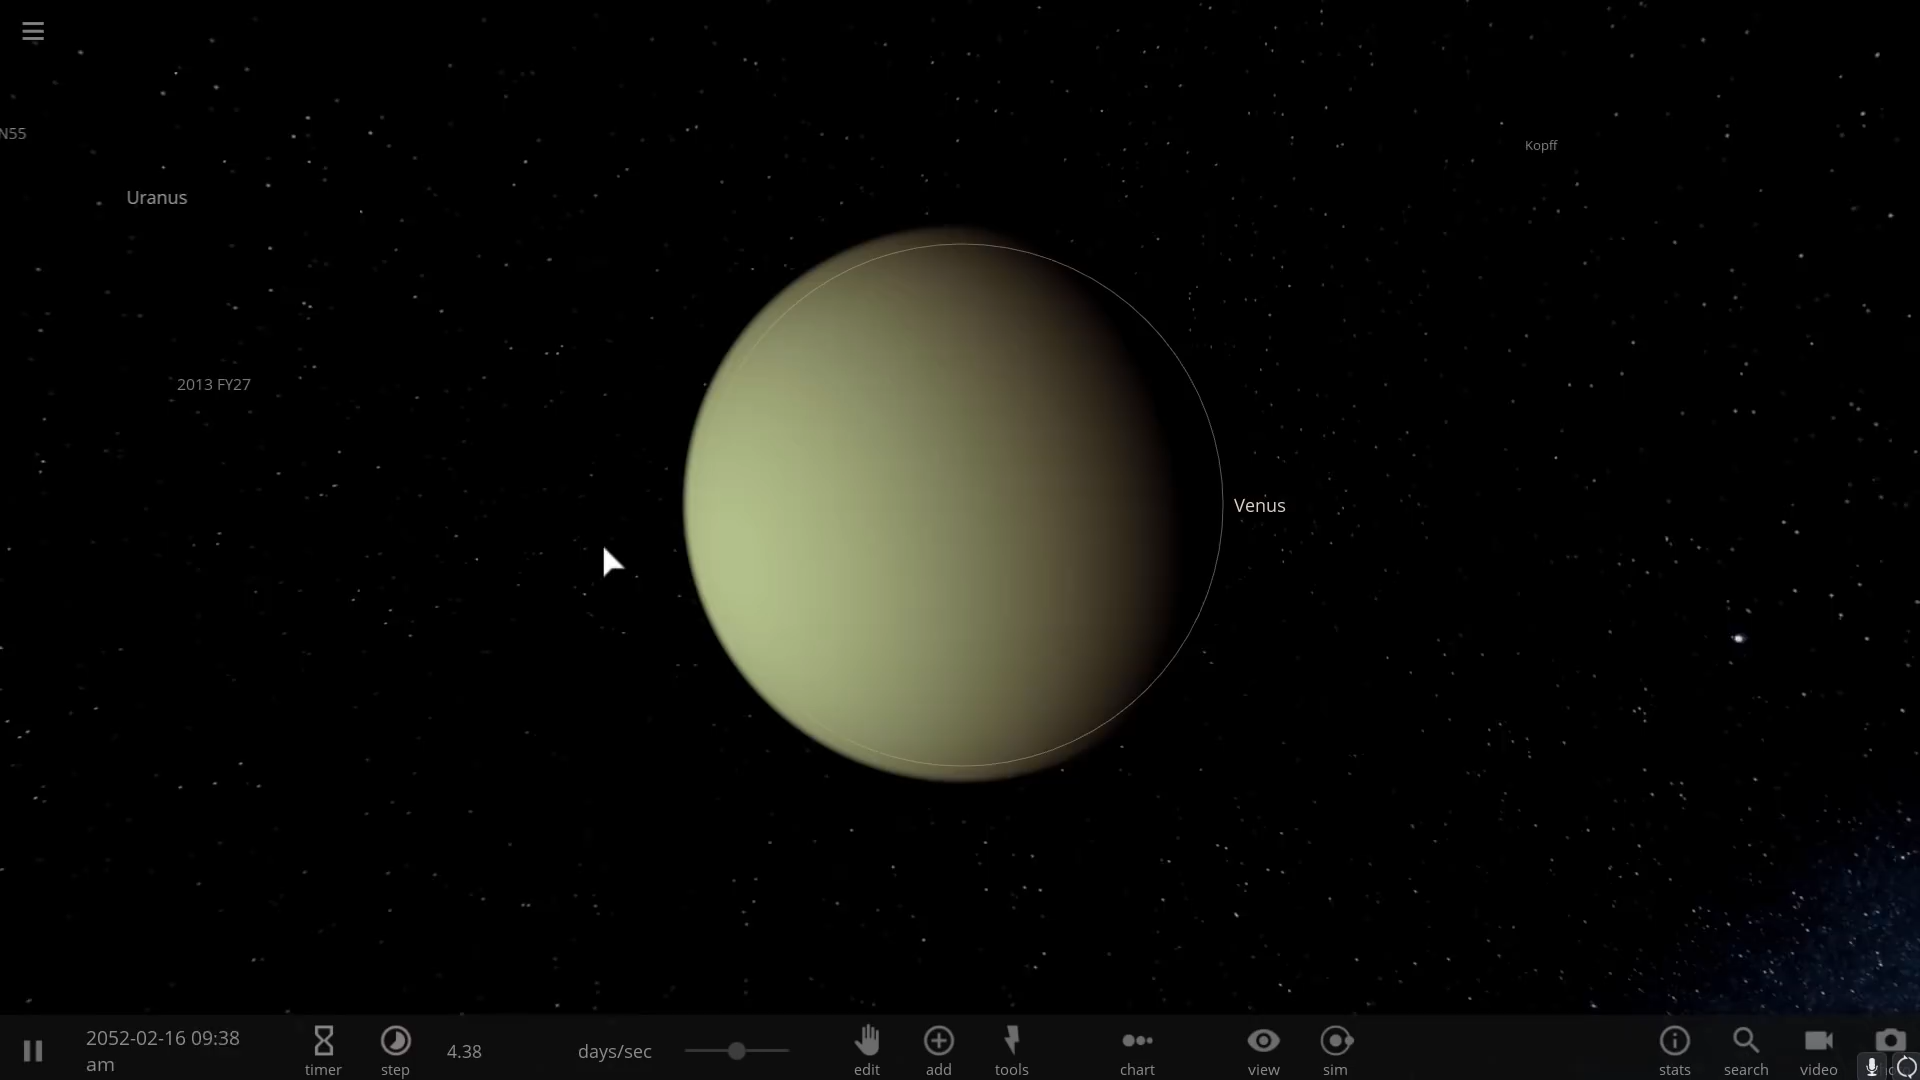 N55
Kopff
Uranus
2013 FY27
Venus
2052-02-16 09:38
am
timer
step
4.38
days/sec
edit
add
tools
chart
view
sim
stats
search
video